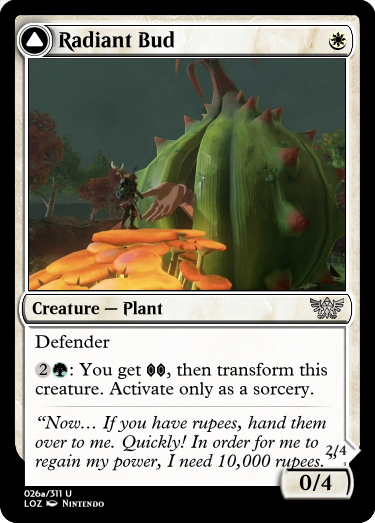 Radiant Bud
Creature — Plant
Defender
2: You get, then transform this
creature. Activate only as a sorcery.
“Now… If you have rupees, hand them
over to me. Quickly! In order for me to
regain my power, I need 10,000 rupees.
2/4
0/4
026a/311 U
LOZ Nintendo